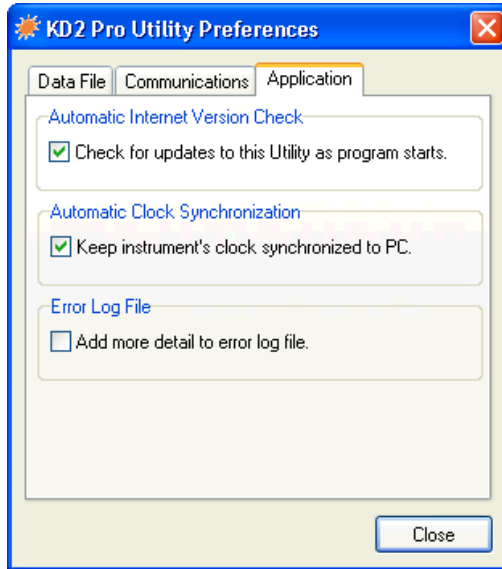 KD2 Pro Utility Preferences
Data File Communications Application
Automatic Internet Version Check
Check for updates to this Utility as program starts.
Automatic Clock Synchronization
Keep instrument's clock synchronized to PC.
Error Log File
Add more detail to error log file.
Close